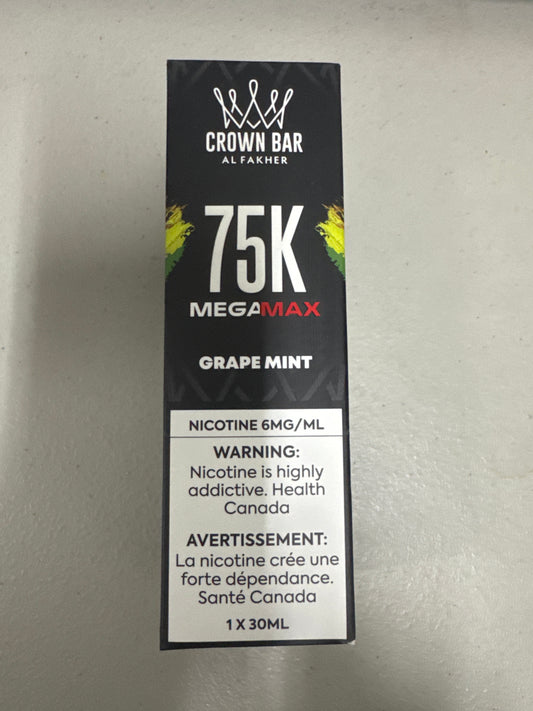 CROWN BAR
AL FAKHER
75K
MEGAMAX
GRAPE MINT
NICOTINE 6MG/ML
WARNING:
Nicotine is highly
addictive. Health
Canada
AVERTISSEMENT:
La nicotine crée une
forte dépendance.
Santé Canada
1 X 30ML